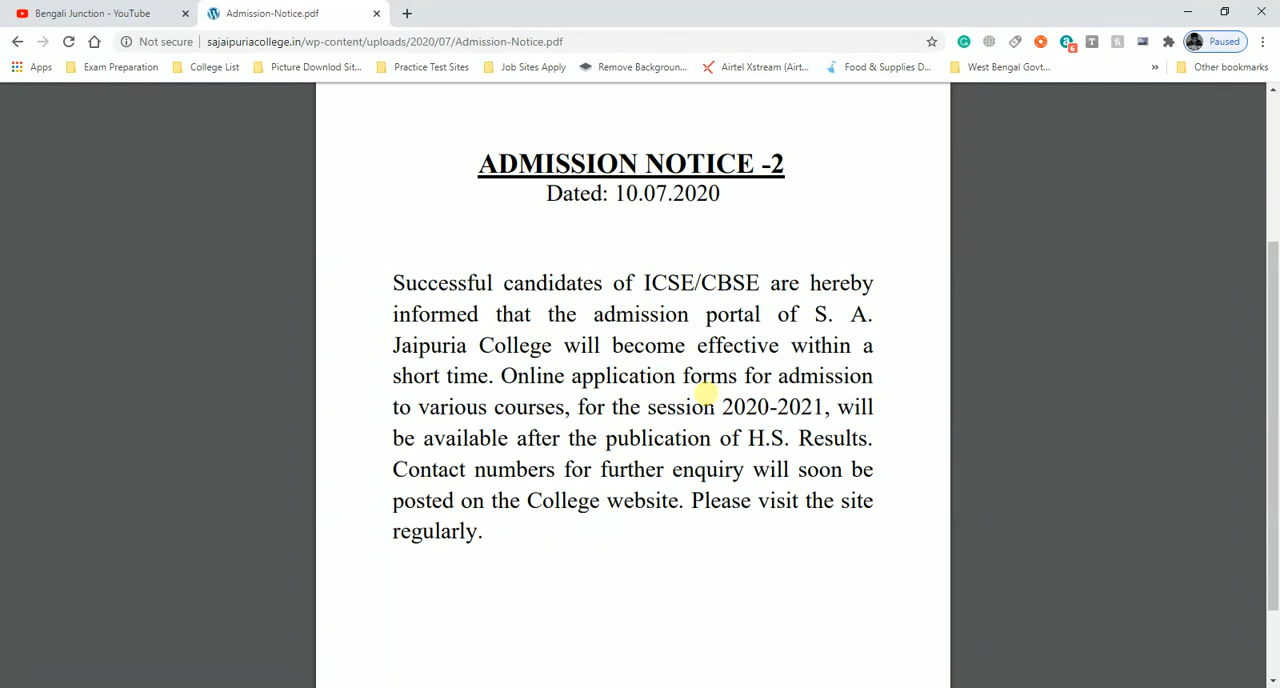 Bengali Junction - YouTube
Admission-Notice.pdf
Not secure
sajaipuriacollege.in/wp-content/uploads/2020/07/Admission-Notice.pdf
6
T
Paused
Apps
Exam Preparation
College List
Picture Downlod Sit...
Practice Test Sites
Job Sites Apply
Remove Backgroun...
Airtel Xstream (Airt...
Food & Supplies D...
West Bengal Govt...
»
Other bookmarks
ADMISSION NOTICE -2
Dated: 10.07.2020
Successful candidates of ICSE/CBSE are hereby
informed that the admission portal of S. A.
Jaipuria College will become effective within a
short time. Online application forms for admission
to various courses, for the session 2020-2021, will
be available after the publication of H.S. Results.
Contact numbers for further enquiry will soon be
posted on the College website. Please visit the site
regularly.